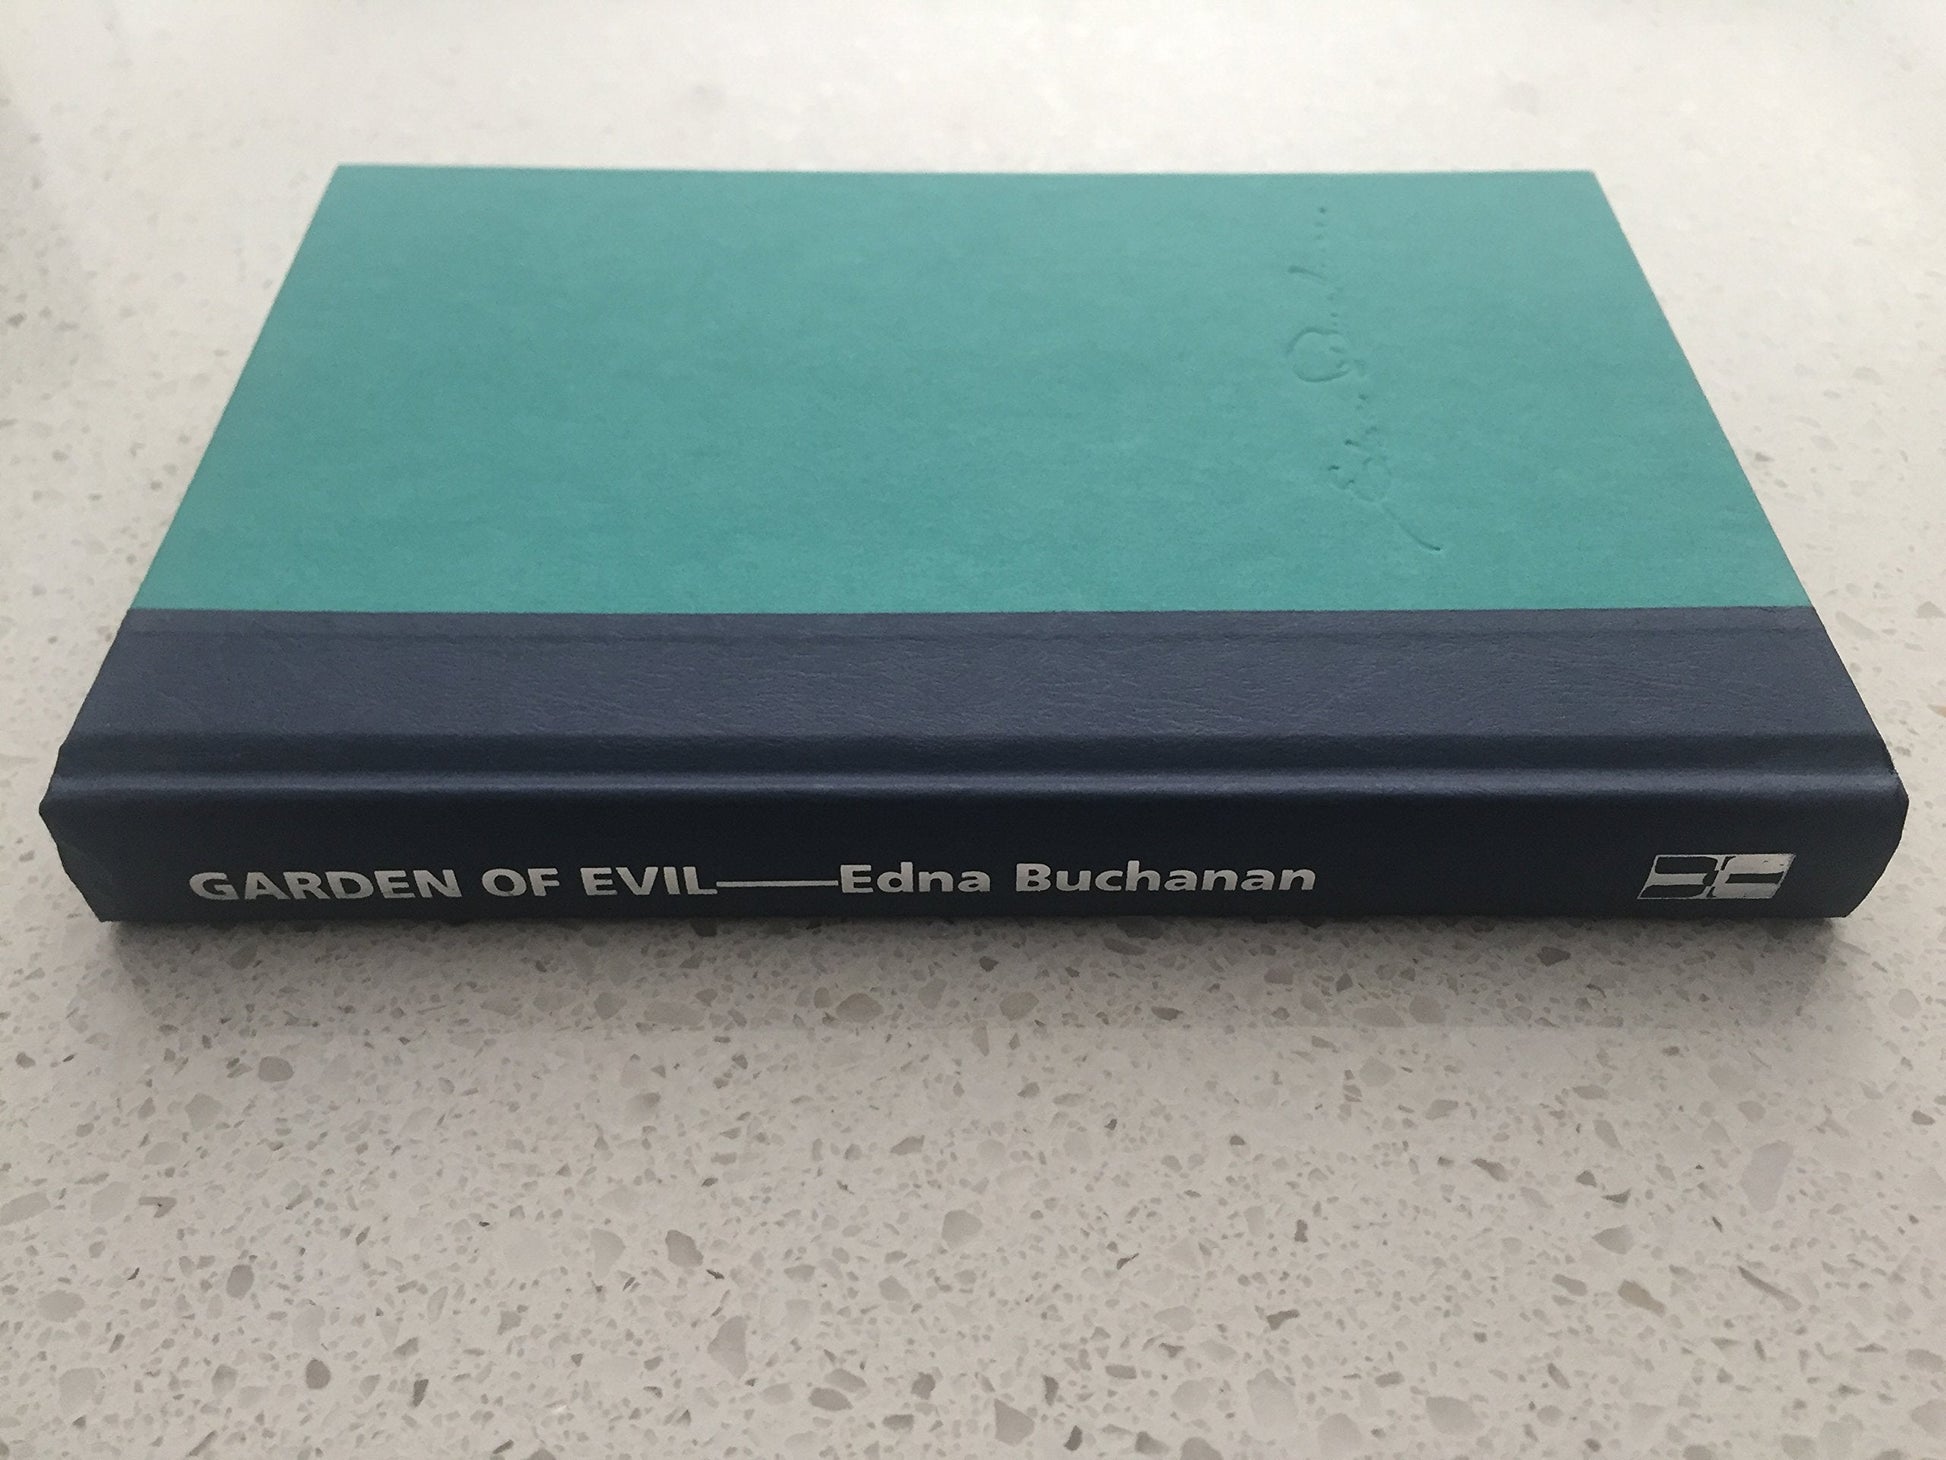 GARDEN OF EVIL——Edna Buchanan